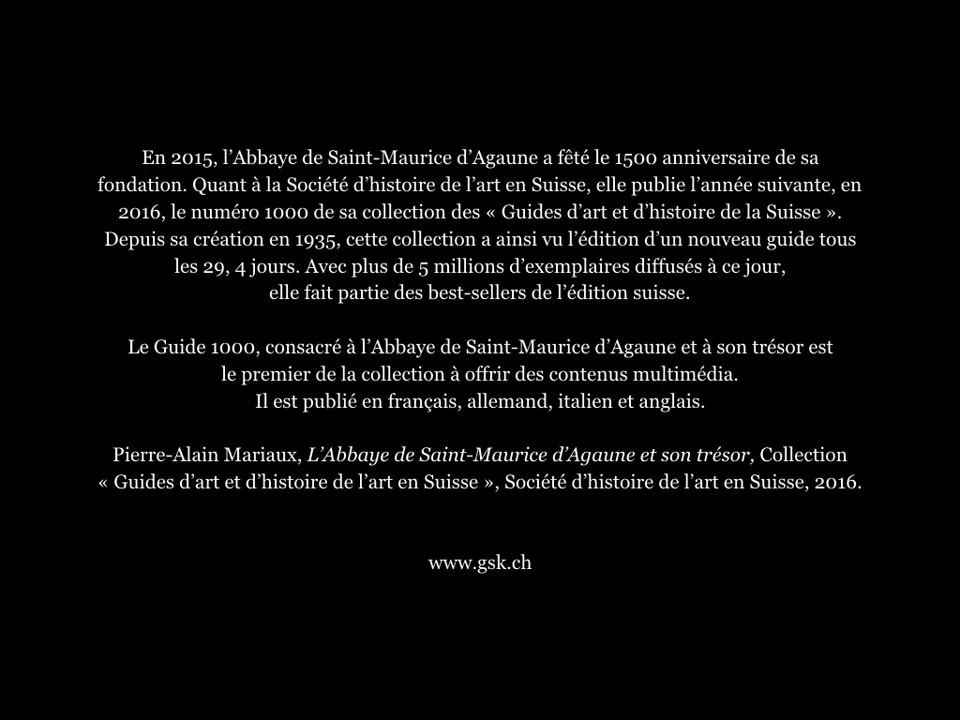 En 2015, l’Abbaye de Saint-Maurice d’Agaune a fêté le 1500 anniversaire de sa
fondation. Quant à la Société d’histoire de l’art en Suisse, elle publie l’année suivante, en
2016, le numéro 1000 de sa collection des « Guides d’art et d’histoire de la Suisse ».
Depuis sa création en 1935, cette collection a ainsi vu l’édition d’un nouveau guide tous
les 29, 4 jours. Avec plus de 5 millions d’exemplaires diffusés à ce jour,
elle fait partie des best-sellers de l’édition suisse.
Le Guide 1000, consacré à l’Abbaye de Saint-Maurice d’Agaune et à son trésor est
le premier de la collection à offrir des contenus multimédia.
Il est publié en français, allemand, italien et anglais.
Pierre-Alain Mariaux, L’Abbaye de Saint-Maurice d’Agaune et son trésor, Collection
« Guides d’art et d’histoire de l’art en Suisse », Société d’histoire de l’art en Suisse, 2016.
www.gsk.ch